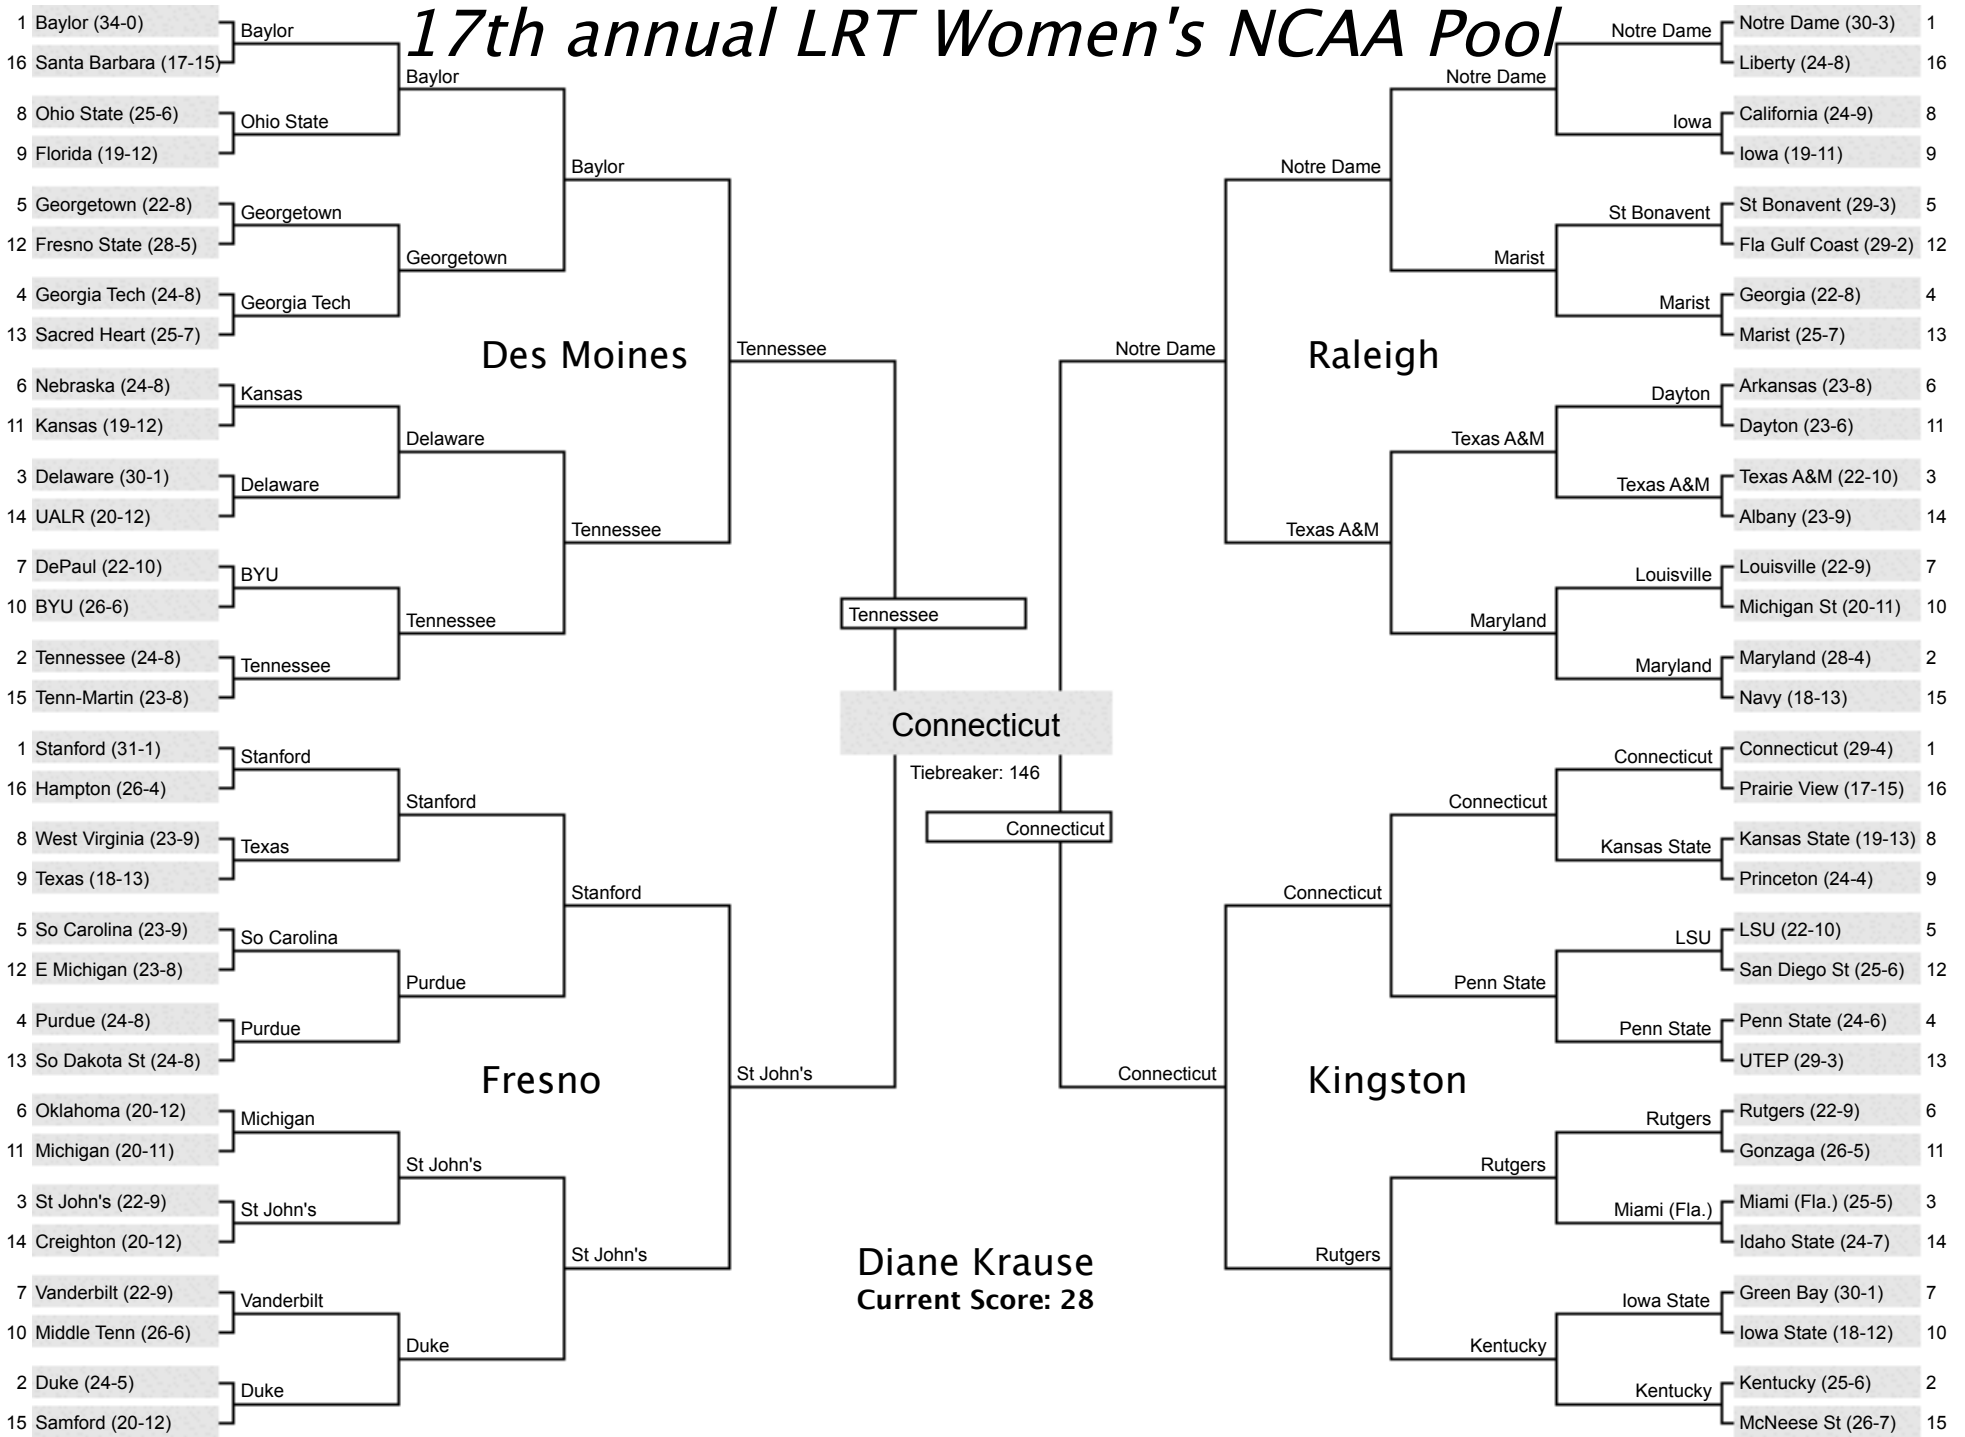 17th annual LRT Women's NCAA Pool
1 Baylor (34-0)
16 Santa Barbara (17-15)
8 Ohio State (25-6)
9 Florida (19-12)
5 Georgetown (22-8)
12 Fresno State (28-5)
4 Georgia Tech (24-8)
13 Sacred Heart (25-7)
6 Nebraska (24-8)
11 Kansas (19-12)
3 Delaware (30-1)
14 UALR (20-12)
7 DePaul (22-10)
10 BYU (26-6)
2 Tennessee (24-8)
15 Tenn-Martin (23-8)
Baylor
Ohio State
Georgetown
Georgia Tech
Kansas
Delaware
BYU
Tennessee
Baylor
Georgetown
Delaware
Tennessee
Baylor
Tennessee
Tennessee
Des Moines
1 Stanford (31-1)
16 Hampton (26-4)
8 West Virginia (23-9)
9 Texas (18-13)
5 So Carolina (23-9)
12 E Michigan (23-8)
4 Purdue (24-8)
13 So Dakota St (24-8)
6 Oklahoma (20-12)
11 Michigan (20-11)
3 St John's (22-9)
14 Creighton (20-12)
7 Vanderbilt (22-9)
10 Middle Tenn (26-6)
2 Duke (24-5)
15 Samford (20-12)
Stanford
Texas
So Carolina
Purdue
Michigan
St John's
Vanderbilt
Duke
Stanford
Purdue
St John's
Duke
Stanford
St John's
St John's
Fresno
Tennessee
Connecticut
Tiebreaker: 146
Connecticut
Diane Krause
Current Score: 28
Notre Dame (30-3) 1
Liberty (24-8) 16
California (24-9) 8
Iowa (19-11) 9
St Bonavent (29-3) 5
Fla Gulf Coast (29-2) 12
Georgia (22-8) 4
Marist (25-7) 13
Arkansas (23-8) 6
Dayton (23-6) 11
Texas A&M (22-10) 3
Albany (23-9) 14
Louisville (22-9) 7
Michigan St (20-11) 10
Maryland (28-4) 2
Navy (18-13) 15
Notre Dame
Iowa
St Bonavent
Marist
Dayton
Texas A&M
Louisville
Maryland
Notre Dame
Marist
Texas A&M
Maryland
Notre Dame
Texas A&M
Notre Dame
Raleigh
Connecticut (29-4) 1
Prairie View (17-15) 16
Kansas State (19-13) 8
Princeton (24-4) 9
LSU (22-10) 5
San Diego St (25-6) 12
Penn State (24-6) 4
UTEP (29-3) 13
Rutgers (22-9) 6
Gonzaga (26-5) 11
Miami (Fla.) (25-5) 3
Idaho State (24-7) 14
Green Bay (30-1) 7
Iowa State (18-12) 10
Kentucky (25-6) 2
McNeese St (26-7) 15
Connecticut
Kansas State
LSU
Penn State
Rutgers
Miami (Fla.)
Iowa State
Kentucky
Connecticut
Penn State
Rutgers
Kentucky
Connecticut
Rutgers
Connecticut
Kingston